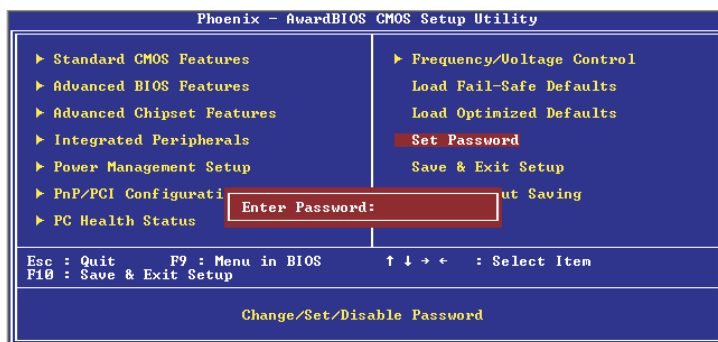 Phoenix - AwardBIOS CMOS Setup Utility
▶ Standard CMOS Features
▶ Advanced BIOS Features
▶ Advanced Chipset Features
▶ Integrated Peripherals
▶ Power Management Setup
▶ PnP/PCI Configurati
▶ PC Health Status
▶ Frequency/Voltage Control
Load Fail-Safe Defaults
Load Optimized Defaults
Set Password
Save & Exit Setup
ut Saving
Enter Password:
Esc : Quit F9 : Menu in BIOS ↑ ↓ → ← : Select Item
F10 : Save & Exit Setup
Change/Set/Disable Password